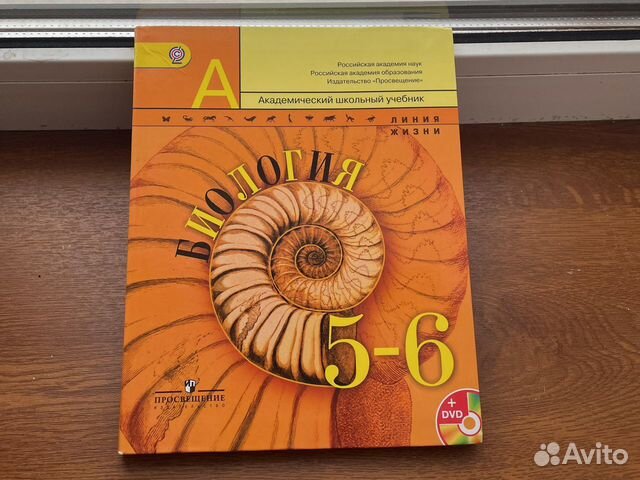 Российская академия наук
Российская академия образования
Издательство «Просвещение»
А
Академический школьный учебник
ЛИНИЯ
ЖИЗНИ
БИОЛОГИЯ
5-6
ПРОСВЕЩЕНИЕ
ИЗДАТЕЛЬСТВО
+
DVD
Avito